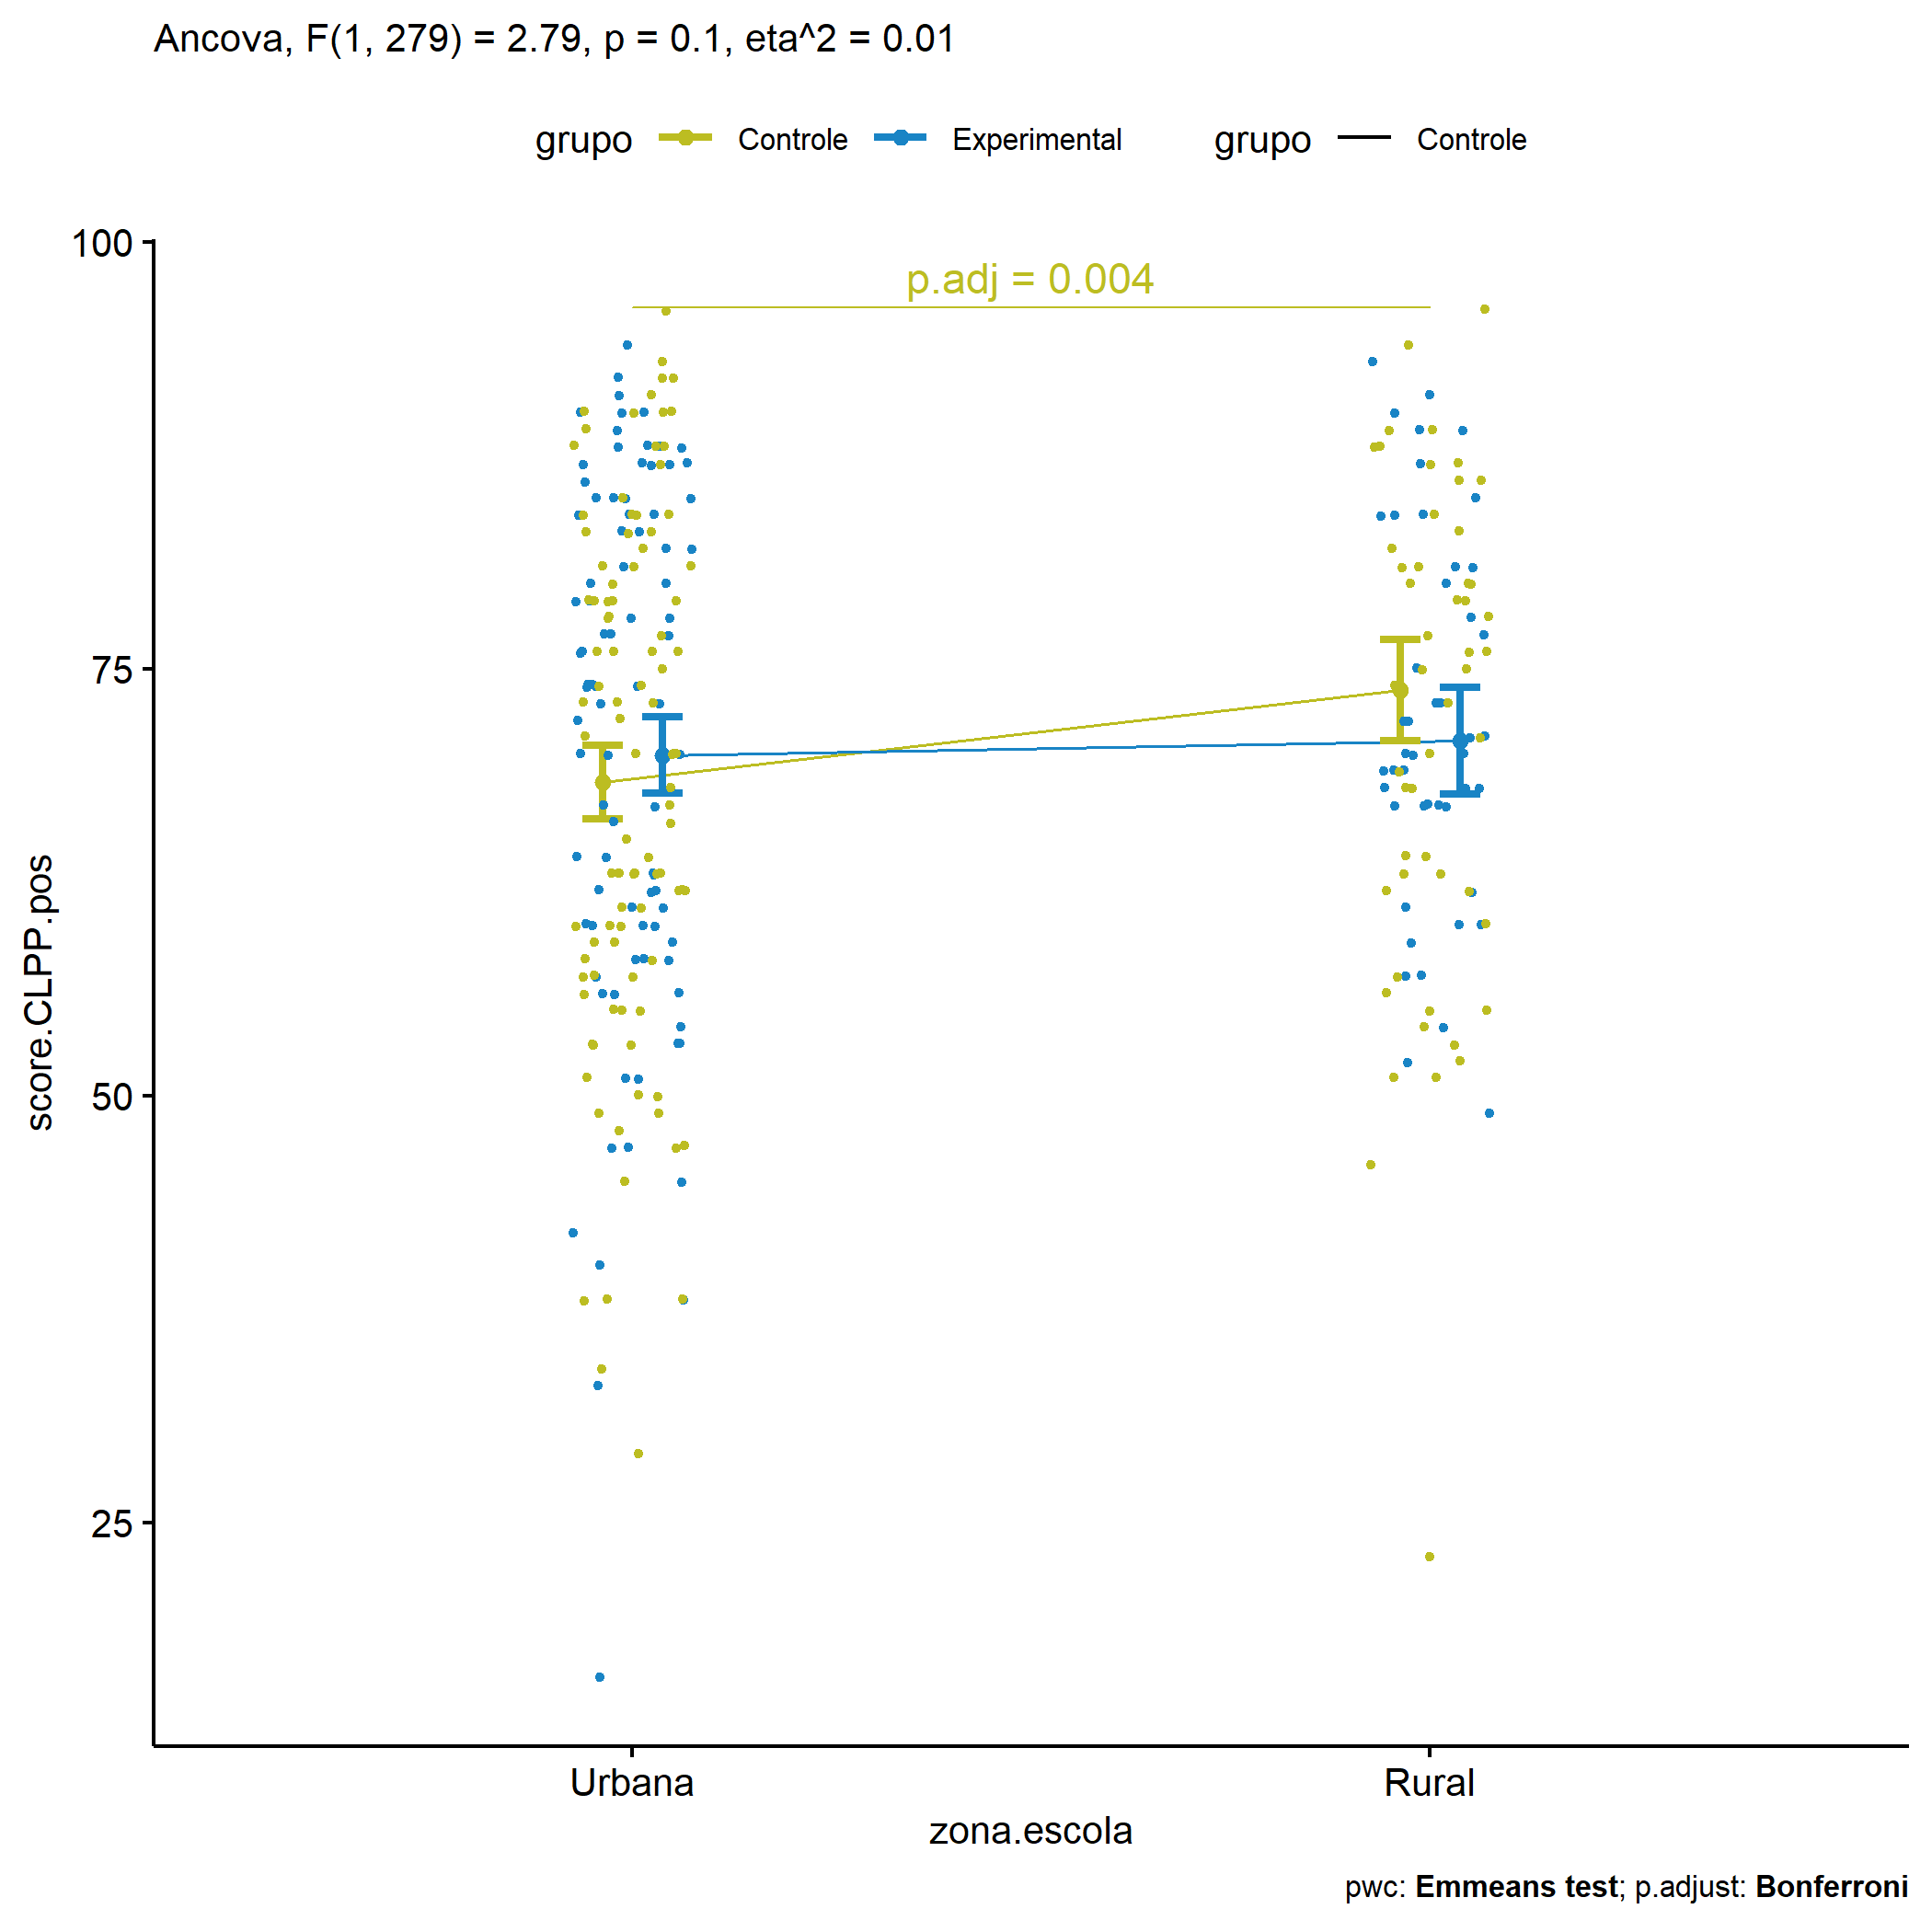 Ancova, F(1, 279) = 2.79, p = 0.1, eta^2 = 0.01
grupo Controle Experimental grupo Controle
100
p.adj = 0.004
75
50
25
score.CLPP.pos
Urbana Rural
zona.escola
pwc: Emmeans test; p.adjust: Bonferroni